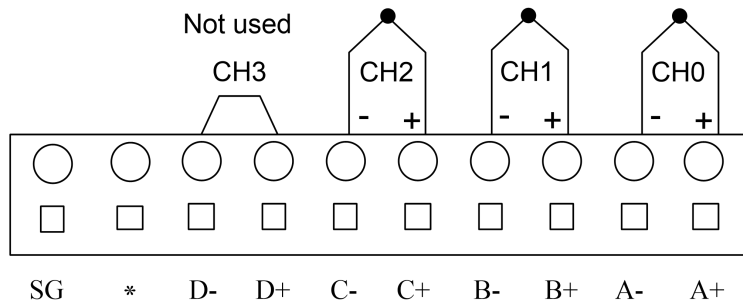 Not used
CH3 CH2 CH1 CH0
- + - + - +
SG * D- D+ C- C+ B- B+ A- A+